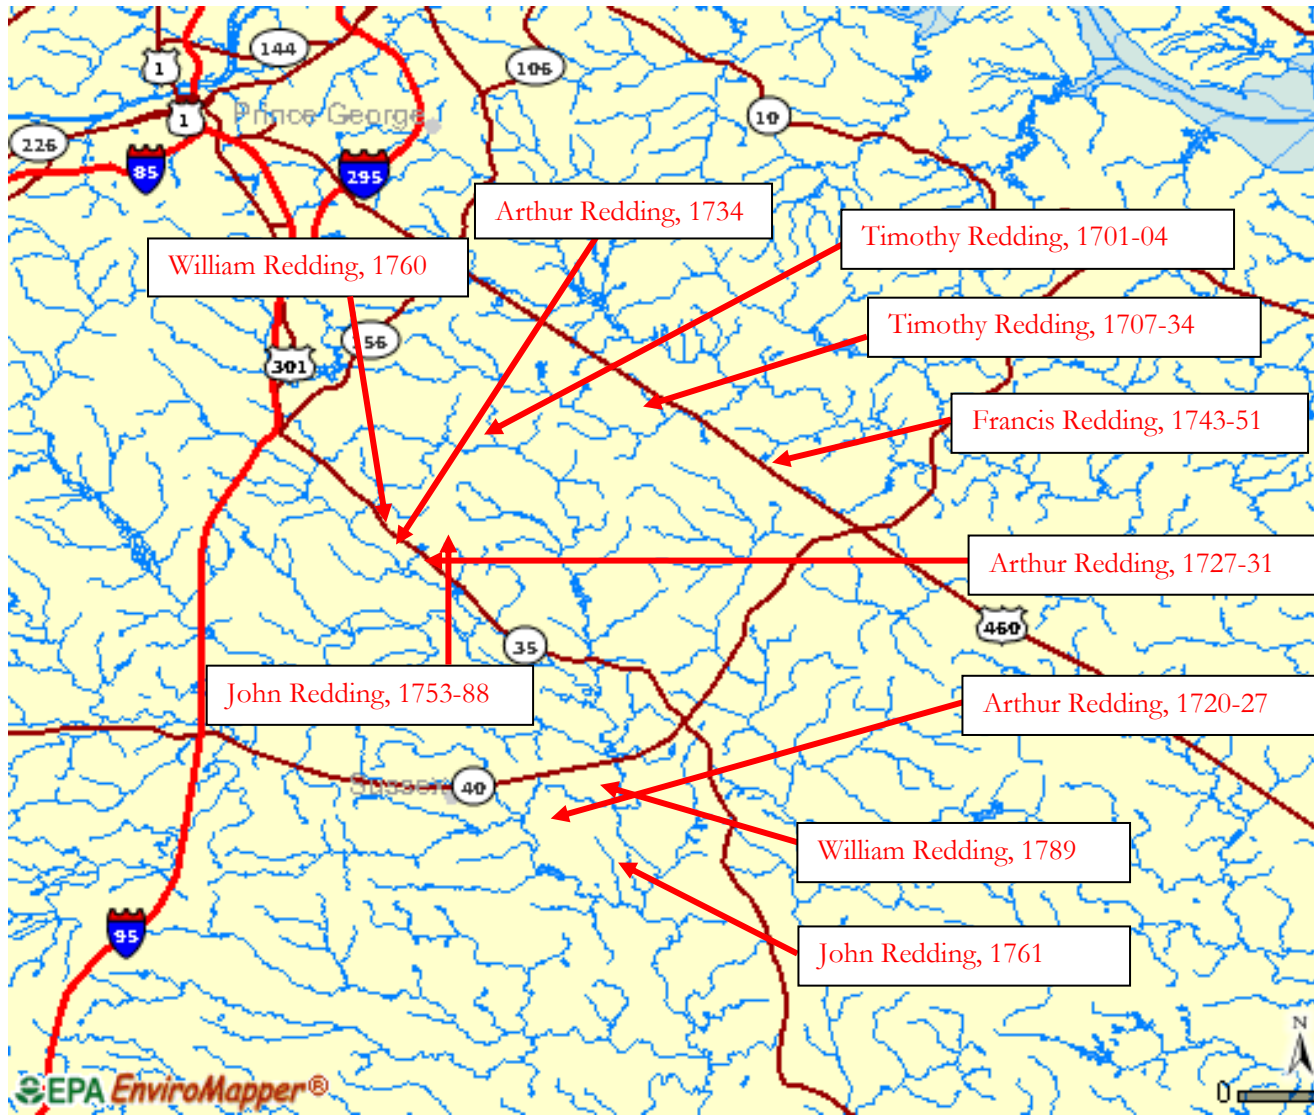 144
1
106
10
1
Prince George
226
85
295
Arthur Redding, 1734
Timothy Redding, 1701-04
William Redding, 1760
Timothy Redding, 1707-34
156
301
Francis Redding, 1743-51
Arthur Redding, 1727-31
460
35
John Redding, 1753-88
Arthur Redding, 1720-27
Sussex
40
William Redding, 1789
95
John Redding, 1761
N
EPA EnviroMapper®
0